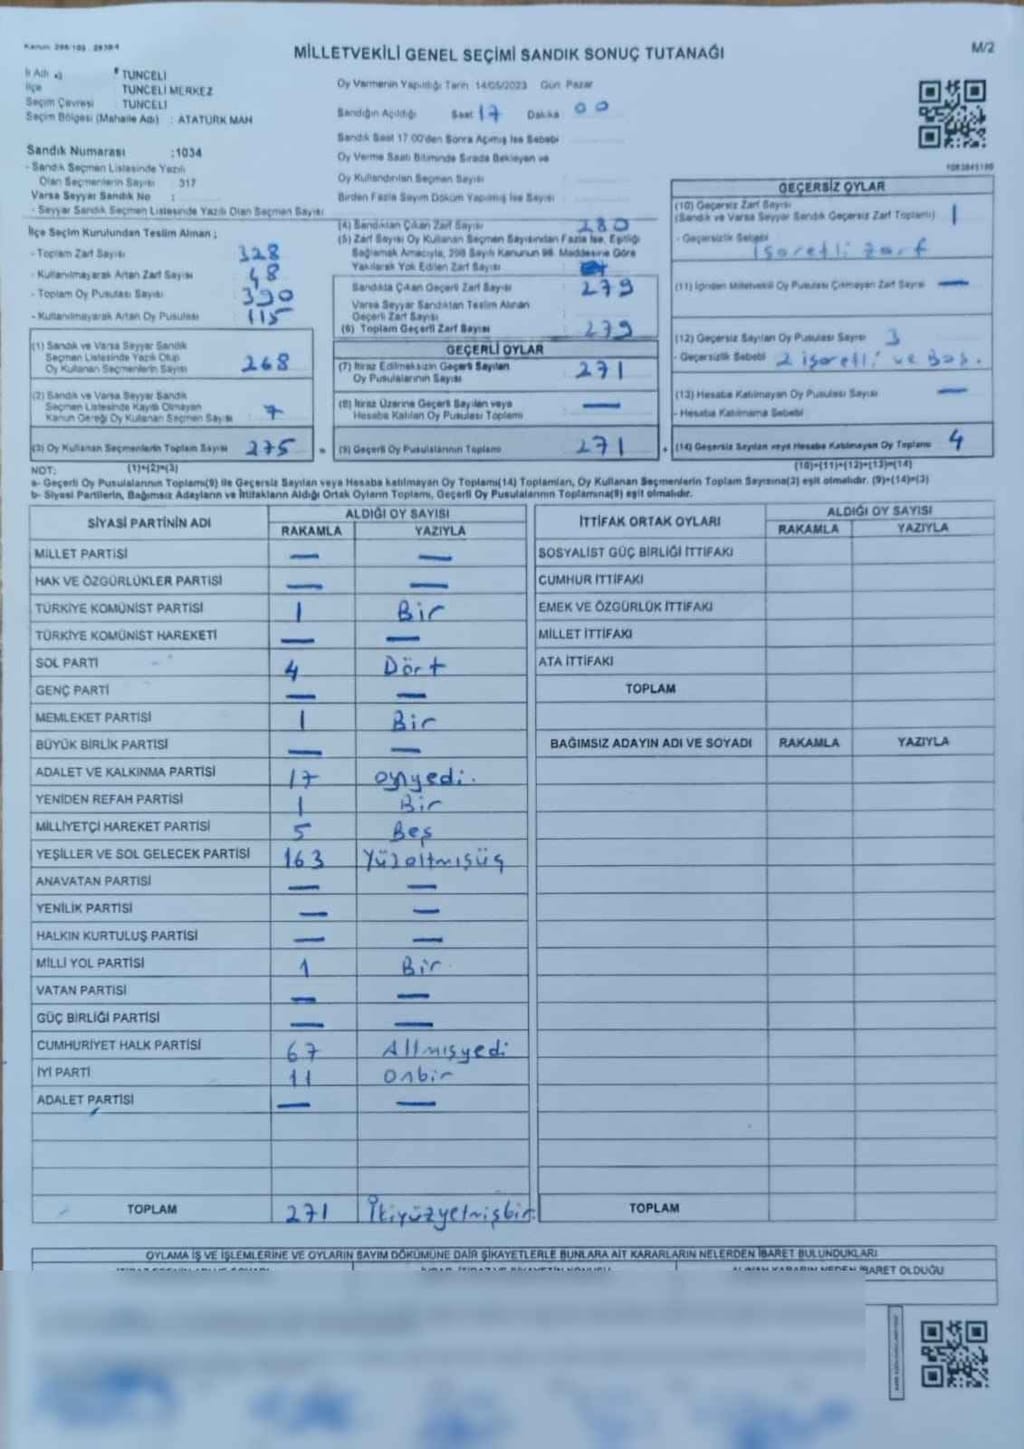 Kanun: 298/105 - 2839/4
MİLLETVEKİLİ GENEL SEÇİMİ SANDIK SONUÇ TUTANAĞI
M/2
İl Adı : TUNCELİ
İlçe TUNCELİ MERKEZ
Seçim Çevresi TUNCELİ
Seçim Bölgesi (Mahalle Adı) : ATATÜRK MAH
Sandık Numarası :1034
- Sandık Seçmen Listesinde Yazılı
Olan Seçmenlerin Sayısı : 317
Varsa Seyyar Sandık No :
- Seyyar Sandık Seçmen Listesinde Yazılı Olan Seçmen Sayısı
Oy Vermenin Yapıldığı Tarih 14/05/2023 Gün Pazar
Sandığın Açıldığı Saat 17 Dakika 00
Sandık Saat 17:00'den Sonra Açılmış İse Sebebi
Oy Verme Saati Bitiminde Sırada Bekleyen ve
Oy Kullandırılan Seçmen Sayısı
Birden Fazla Sayım Döküm Yapılmış İse Sayısı
İlçe Seçim Kurulundan Teslim Alınan ;
- Toplam Zarf Sayısı 328
- Kullanılmayarak Artan Zarf Sayısı 48
- Toplam Oy Pusulası Sayısı 390
- Kullanılmayarak Artan Oy Pusulası 115
(1) Sandık ve Varsa Seyyar Sandık
Seçmen Listesinde Yazılı Olup
Oy Kullanan Seçmenlerin Sayısı 268
(2) Sandık ve Varsa Seyyar Sandık
Seçmen Listesinde Kaydı Olmayan
Kanun Gereği Oy Kullanan Seçmen Sayısı 7
(3) Oy Kullanan Seçmenlerin Toplam Sayısı 275
(4) Sandıktan Çıkan Zarf Sayısı 280
(5) Zarf Sayısı Oy Kullanan Seçmen Sayısından Fazla İse, Eşitliği
Sağlamak Amacıyla, 298 Sayılı Kanunun 98. Maddesine Göre
Yakılarak Yok Edilen Zarf Sayısı
Sandıkta Çıkan Geçerli Zarf Sayısı 279
Varsa Seyyar Sandıktan Teslim Alınan
Geçerli Zarf Sayısı
(6) Toplam Geçerli Zarf Sayısı 279
GEÇERLİ OYLAR
(7) İtiraz Edilmeksizin Geçerli Sayılan
Oy Pusulalarının Sayısı 271
(8) İtiraz Üzerine Geçerli Sayılan veya
Hesaba Katılan Oy Pusulası Toplamı —
= (9) Geçerli Oy Pusulalarının Toplamı 271
GEÇERSİZ OYLAR
(10) Geçersiz Zarf Sayısı
(Sandık ve Varsa Seyyar Sandık Geçersiz Zarf Toplamı) 1
- Geçersizlik Sebebi
İşaretli Zarf
(11) İçinden Milletvekili Oy Pusulası Çıkmayan Zarf Sayısı —
(12) Geçersiz Sayılan Oy Pusulası Sayısı 3
- Geçersizlik Sebebi 2 işaretli ve Boş.
(13) Hesaba Katılmayan Oy Pusulası Sayısı —
- Hesaba Katılmama Sebebi
+ (14) Geçersiz Sayılan veya Hesaba Katılmayan Oy Toplamı 4
NOT: (1)+(2)=(3)
(10)+(11)+(12)+(13)=(14)
a- Geçerli Oy Pusulalarının Toplamı(9) ile Geçersiz Sayılan veya Hesaba Katılmayan Oy Toplamı(14) Toplamları, Oy Kullanan Seçmenlerin Toplam Sayısına(3) eşit olmalıdır. (9)+(14)=(3)
b- Siyasi Partilerin, Bağımsız Adayların ve İttifakların Aldığı Ortak Oyların Toplamı, Geçerli Oy Pusulalarının Toplamına(9) eşit olmalıdır.
SİYASİ PARTİNİN ADI ALDIĞI OY SAYISI
RAKAMLA YAZIYLA
MİLLET PARTİSİ — —
HAK VE ÖZGÜRLÜKLER PARTİSİ — —
TÜRKİYE KOMÜNİST PARTİSİ 1 Bir
TÜRKİYE KOMÜNİST HAREKETİ — —
SOL PARTİ 4 Dört
GENÇ PARTİ — —
MEMLEKET PARTİSİ 1 Bir
BÜYÜK BİRLİK PARTİSİ — —
ADALET VE KALKINMA PARTİSİ 17 onyedi.
YENİDEN REFAH PARTİSİ 1 Bir
MİLLİYETÇİ HAREKET PARTİSİ 5 Beş
YEŞİLLER VE SOL GELECEK PARTİSİ 163 Yüzaltmışüç
ANAVATAN PARTİSİ — —
YENİLİK PARTİSİ — —
HALKIN KURTULUŞ PARTİSİ — —
MİLLİ YOL PARTİSİ 1 Bir.
VATAN PARTİSİ — —
GÜÇ BİRLİĞİ PARTİSİ — —
CUMHURİYET HALK PARTİSİ 67 Altmışyedi
İYİ PARTİ 11 Onbir
ADALET PARTİSİ — —
TOPLAM 271 İkiyüzyetmişbir
İTTİFAK ORTAK OYLARI ALDIĞI OY SAYISI
RAKAMLA YAZIYLA
SOSYALİST GÜÇ BİRLİĞİ İTTİFAKI
CUMHUR İTTİFAKI
EMEK VE ÖZGÜRLÜK İTTİFAKI
MİLLET İTTİFAKI
ATA İTTİFAKI
TOPLAM
BAĞIMSIZ ADAYIN ADI VE SOYADI RAKAMLA YAZIYLA
TOPLAM
OYLAMA İŞ VE İŞLEMLERİNE VE OYLARIN SAYIM DÖKÜMÜNE DAİR ŞİKAYETLERLE BUNLARA AİT KARARLARIN NELERDEN İBARET BULUNDUKLARI
ALINAN KARARIN NEDEN İBARET OLDUĞU